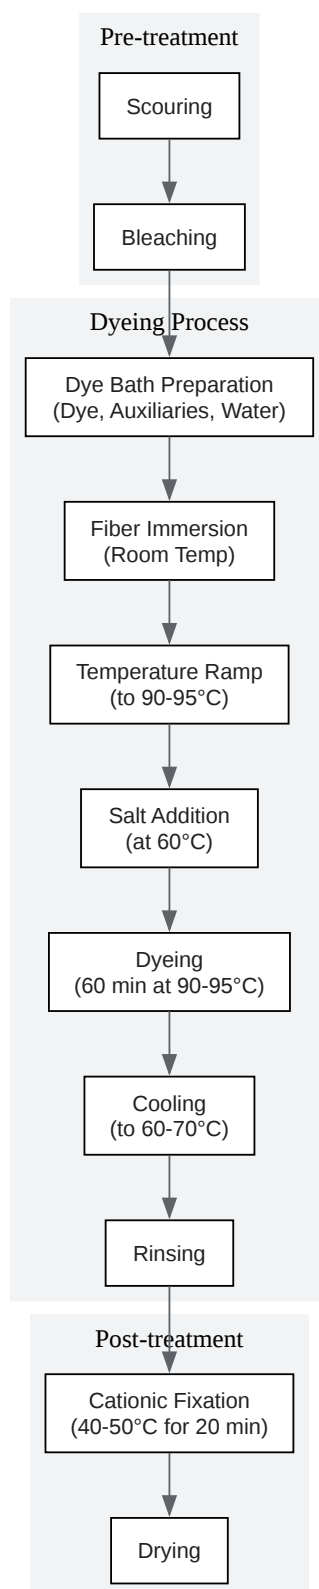 Pre-treatment
Scouring
Bleaching
Dyeing Process
Dye Bath Preparation
(Dye, Auxiliaries, Water)
Fiber Immersion
(Room Temp)
Temperature Ramp
(to 90-95°C)
Salt Addition
(at 60°C)
Dyeing
(60 min at 90-95°C)
Cooling
(to 60-70°C)
Rinsing
Post-treatment
Cationic Fixation
(40-50°C for 20 min)
Drying